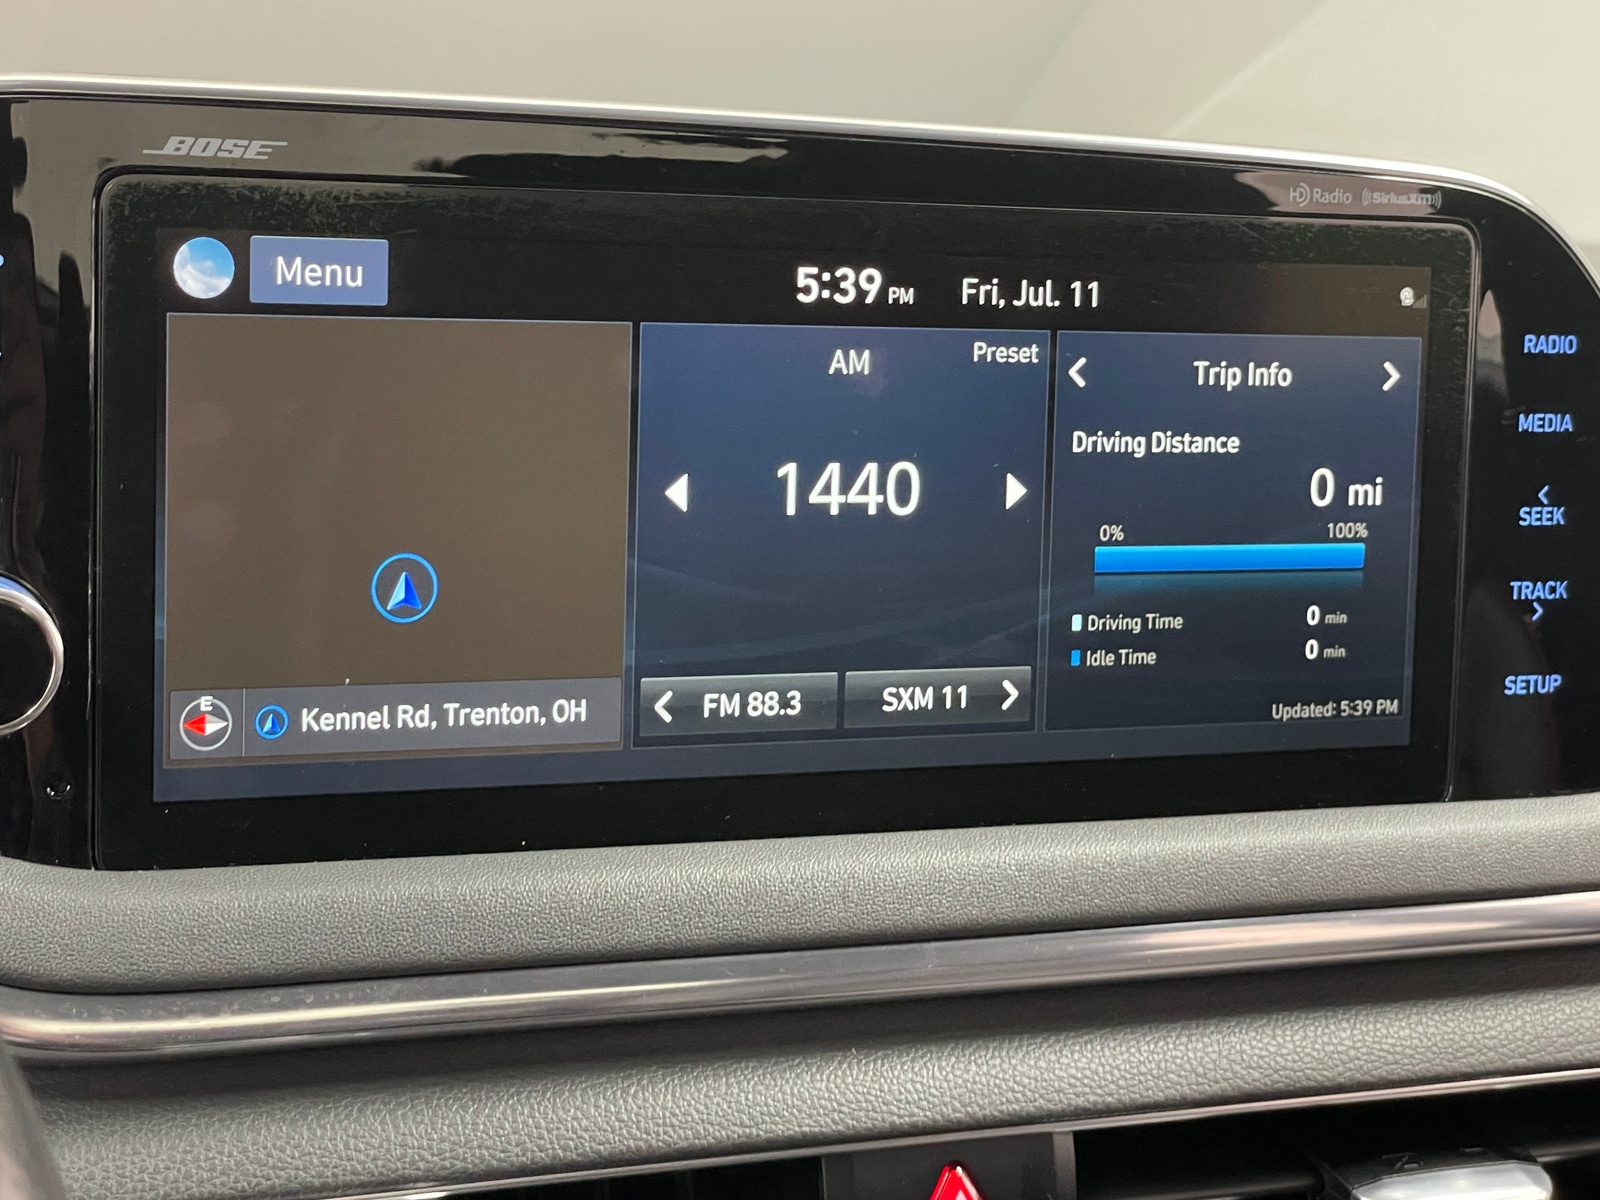 BOSE
HD Radio
SiriusXM
Menu
5:39 PM
Fri, Jul. 11
AM
Preset
1440
FM 88.3
SXM 11
Trip Info
Driving Distance
0 mi
0%
100%
Driving Time
0 min
Idle Time
0 min
Updated: 5:39 PM
E
Kennel Rd, Trenton, OH
RADIO
MEDIA
SEEK
TRACK
SETUP